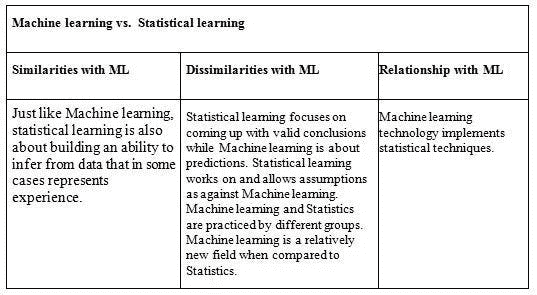 Machine learning vs. Statistical learning
Similarities with ML
Dissimilarities with ML
Relationship with ML
Just like Machine learning,
statistical learning is also
about building an ability to
infer from data that in some
cases represents
experience.
Statistical learning focuses on
coming up with valid conclusions
while Machine learning is about
predictions. Statistical learning
works on and allows assumptions
as against Machine learning.
Machine learning and Statistics
are practiced by different groups.
Machine learning is a relatively
new field when compared to
Statistics.
Machine learning
technology implements
statistical techniques.